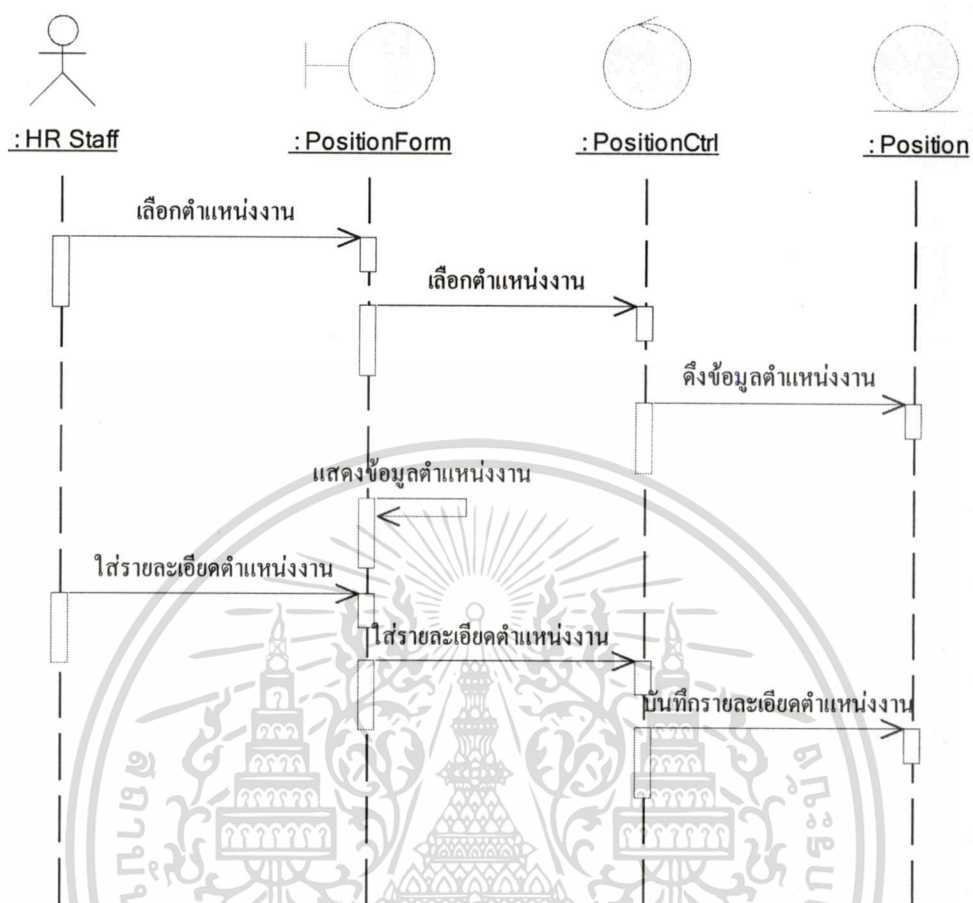 : HR Staff
: PositionForm
: PositionCtrl
: Position
เลือกตำแหน่งงาน
เลือกตำแหน่งงาน
ดึงข้อมูลตำแหน่งงาน
แสดงข้อมูลตำแหน่งงาน
ใส่รายละเอียดตำแหน่งงาน
ใส่รายละเอียดตำแหน่งงาน
บันทึกรายละเอียดตำแหน่งงาน